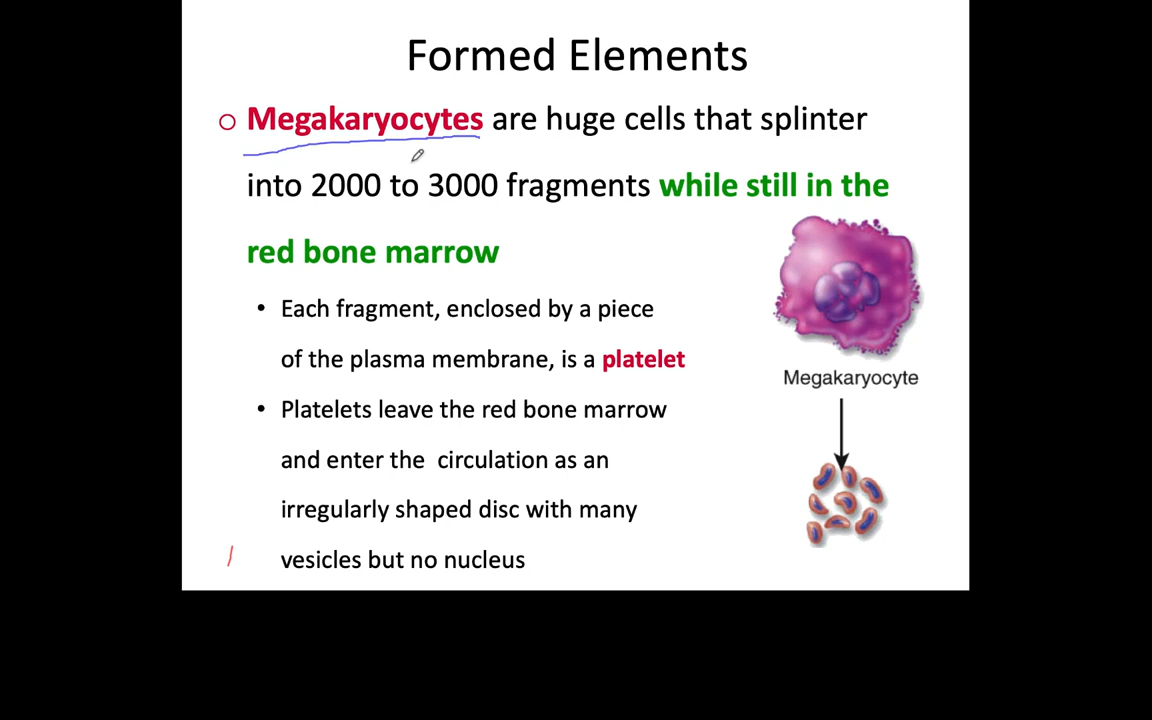 Formed Elements
o Megakaryocytes are huge cells that splinter
into 2000 to 3000 fragments while still in the
red bone marrow
• Each fragment, enclosed by a piece
of the plasma membrane, is a platelet
• Platelets leave the red bone marrow
and enter the circulation as an
irregularly shaped disc with many
vesicles but no nucleus
Megakaryocyte